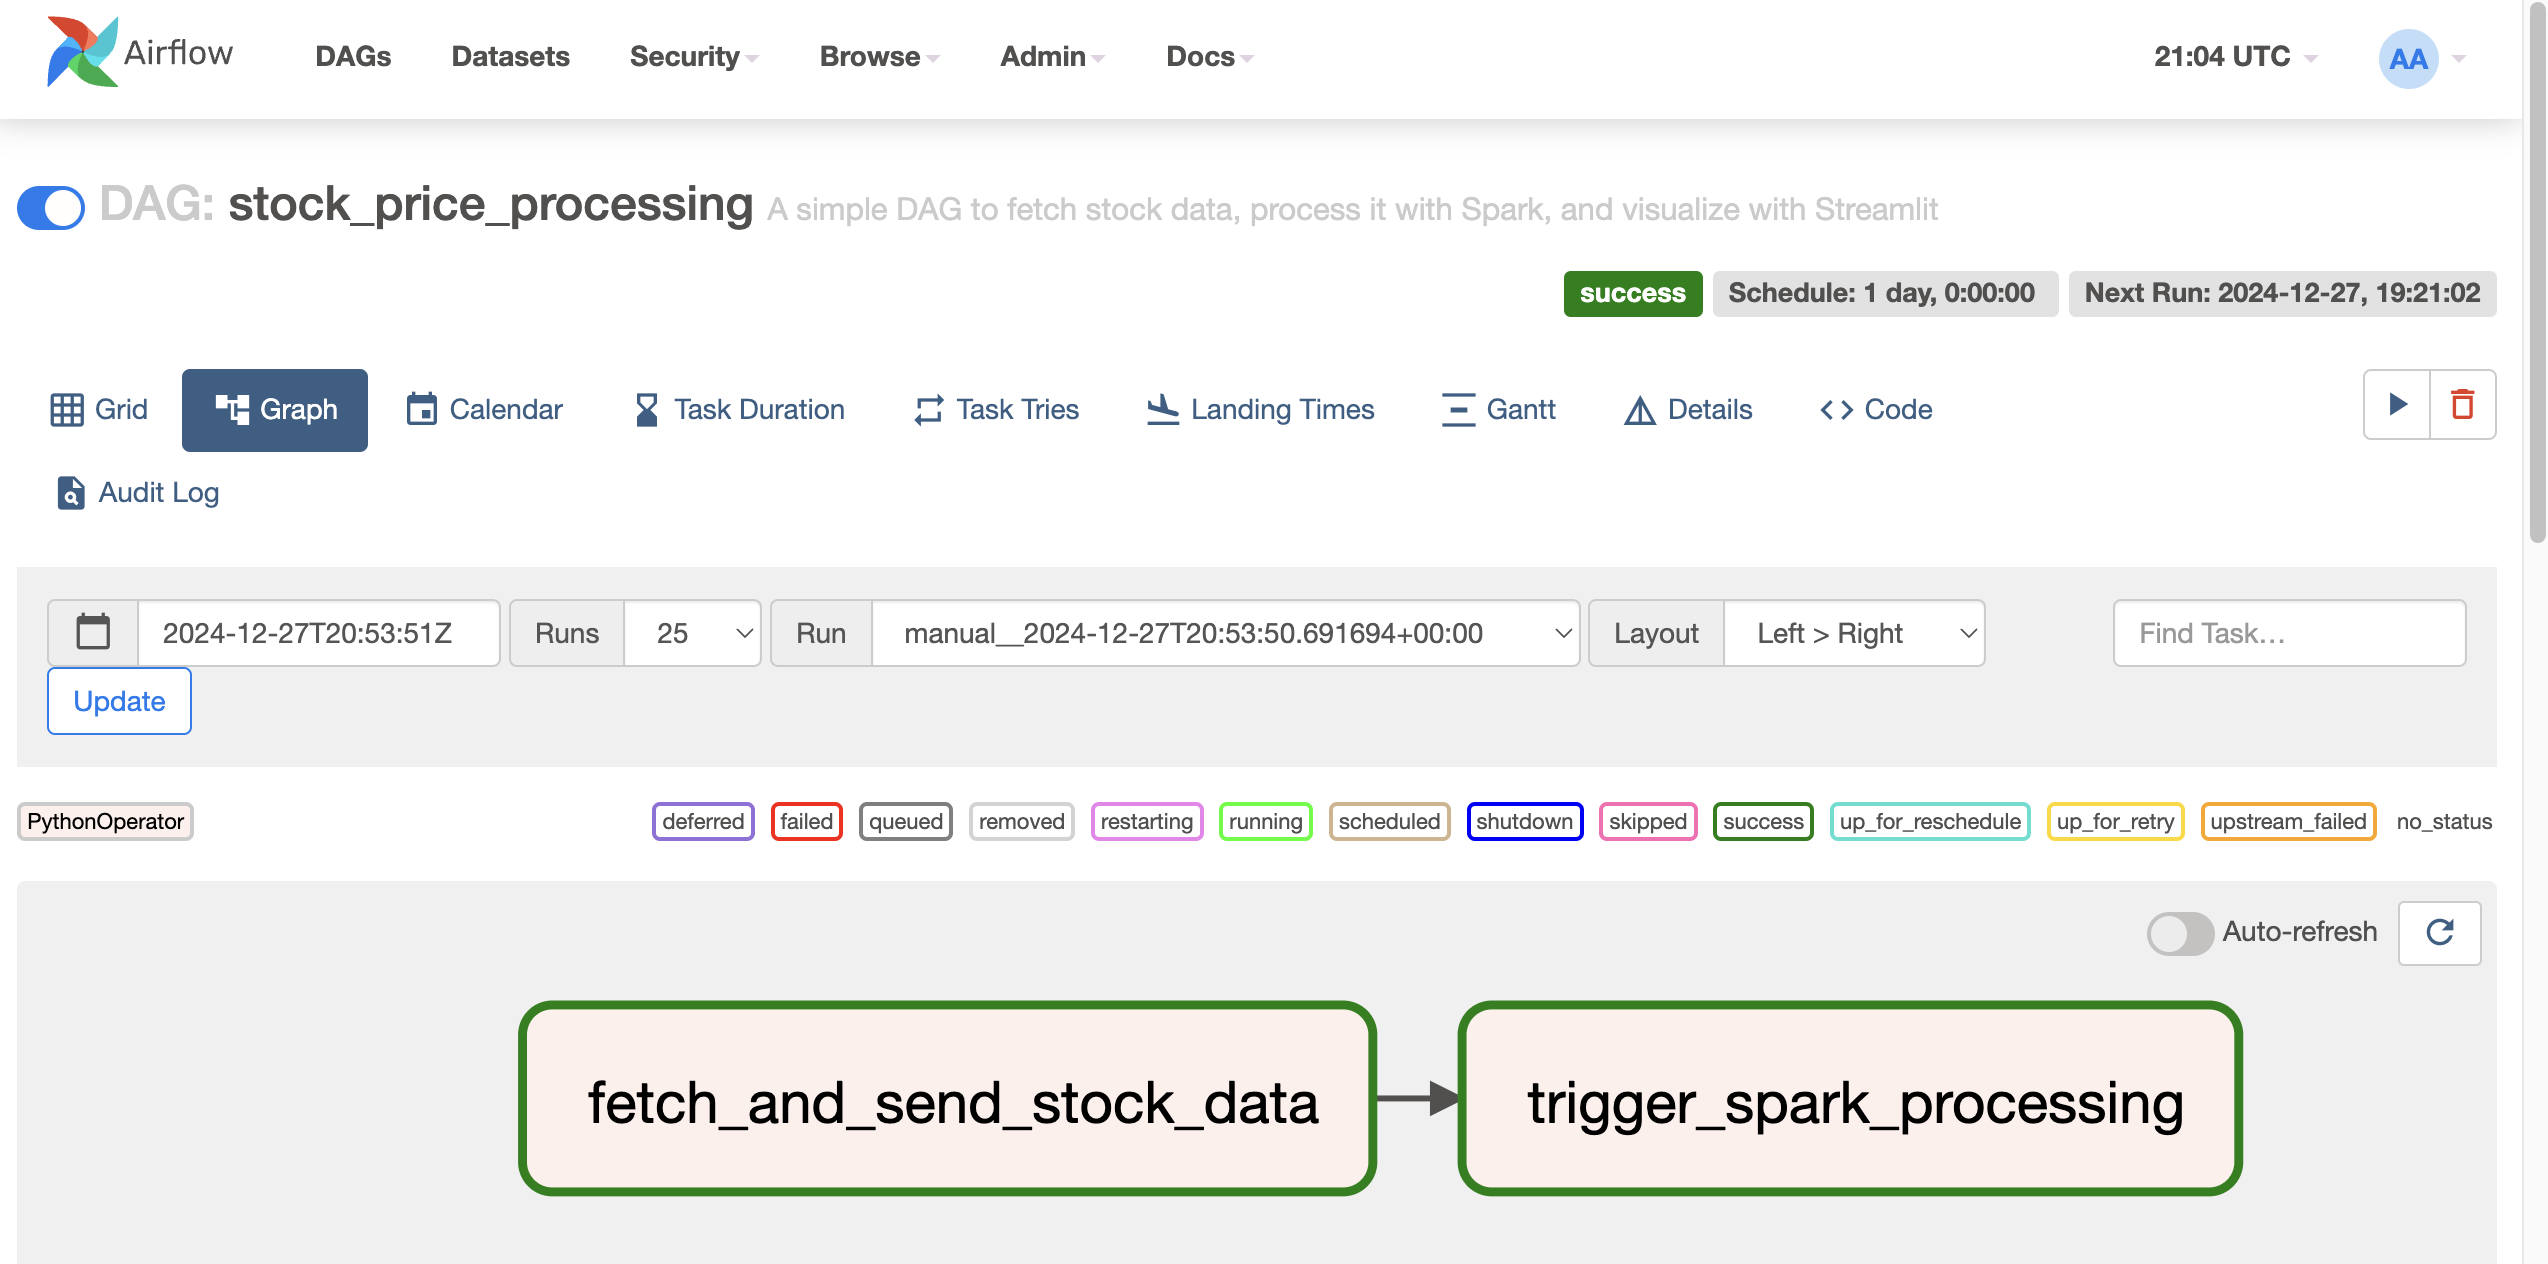 Airflow DAGs Datasets Security Browse Admin Docs 21:04 UTC AA
DAG: stock_price_processing A simple DAG to fetch stock data, process it with Spark, and visualize with Streamlit
success Schedule: 1 day, 0:00:00 Next Run: 2024-12-27, 19:21:02
Grid Graph Calendar Task Duration Task Tries Landing Times Gantt Details Code
Audit Log
2024-12-27T20:53:51Z Runs 25 Run manual__2024-12-27T20:53:50.691694+00:00 Layout Left > Right Find Task...
Update
PythonOperator deferred failed queued removed restarting running scheduled shutdown skipped success up_for_reschedule up_for_retry upstream_failed no_status
Auto-refresh
fetch_and_send_stock_data trigger_spark_processing